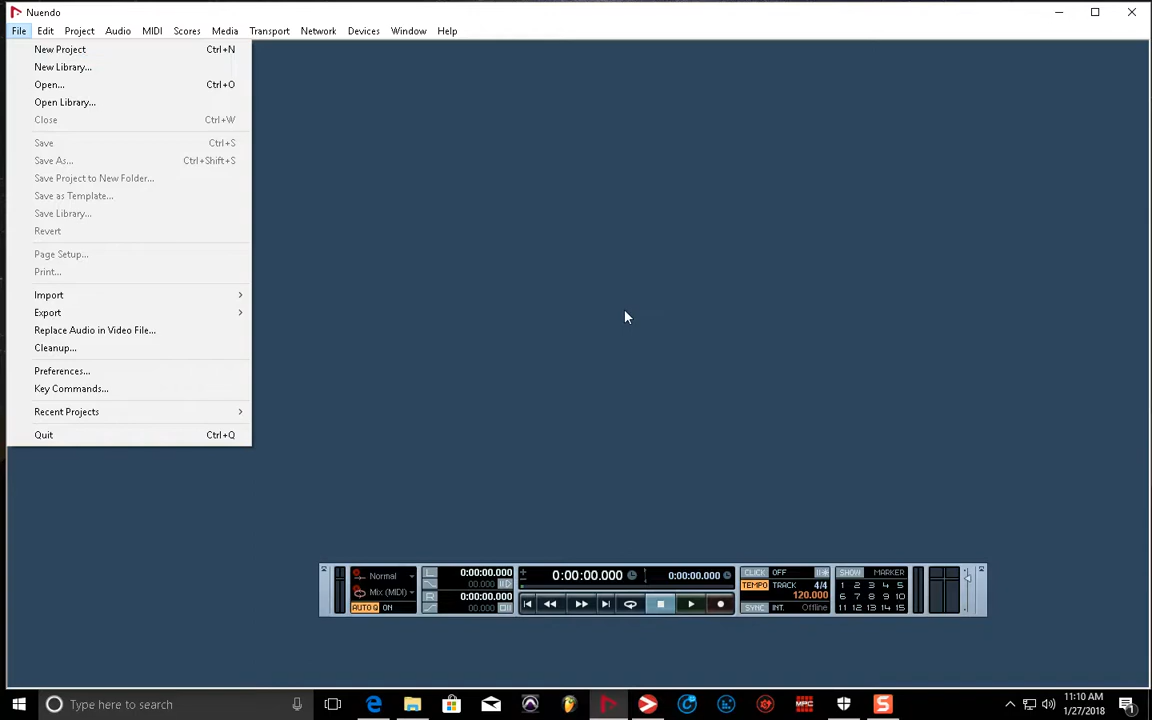 Nuendo
File Edit Project Audio MIDI Scores Media Transport Network Devices Window Help
New Project Ctrl+N
New Library...
Open... Ctrl+O
Open Library...
Close Ctrl+W
Save Ctrl+S
Save As... Ctrl+Shift+S
Save Project to New Folder...
Save as Template...
Save Library...
Revert
Page Setup...
Print...
Import
Export
Replace Audio in Video File...
Cleanup...
Preferences...
Key Commands...
Recent Projects
Quit Ctrl+Q
Normal L 0:00:00.000 0:00:00.000 0:00:00.000 CLICK OFF SHOW MARKER
Mix (MIDI) 00.000 TEMPO TRACK 4/4 1 2 3 4 5
R 0:00:00.000 120.000 6 7 8 9 10
AUTO Q ON 00.000 SYNC INT. Offline 11 12 13 14 15
Type here to search MPC 11:10 AM
1/27/2018 1